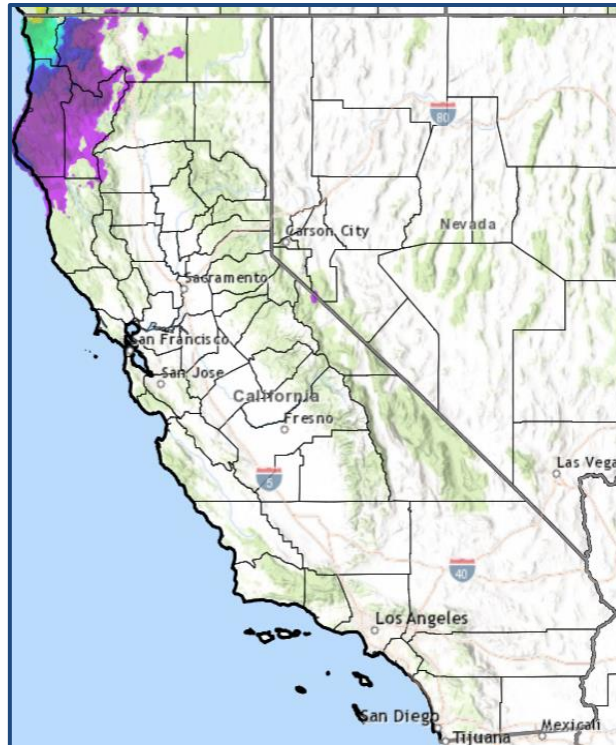 80
Nevada
Carson City
Sacramento
San Francisco
San Jose
California
Fresno
5
Las Vega
40
Los Angeles
San Diego
Tijuana
Mexicali